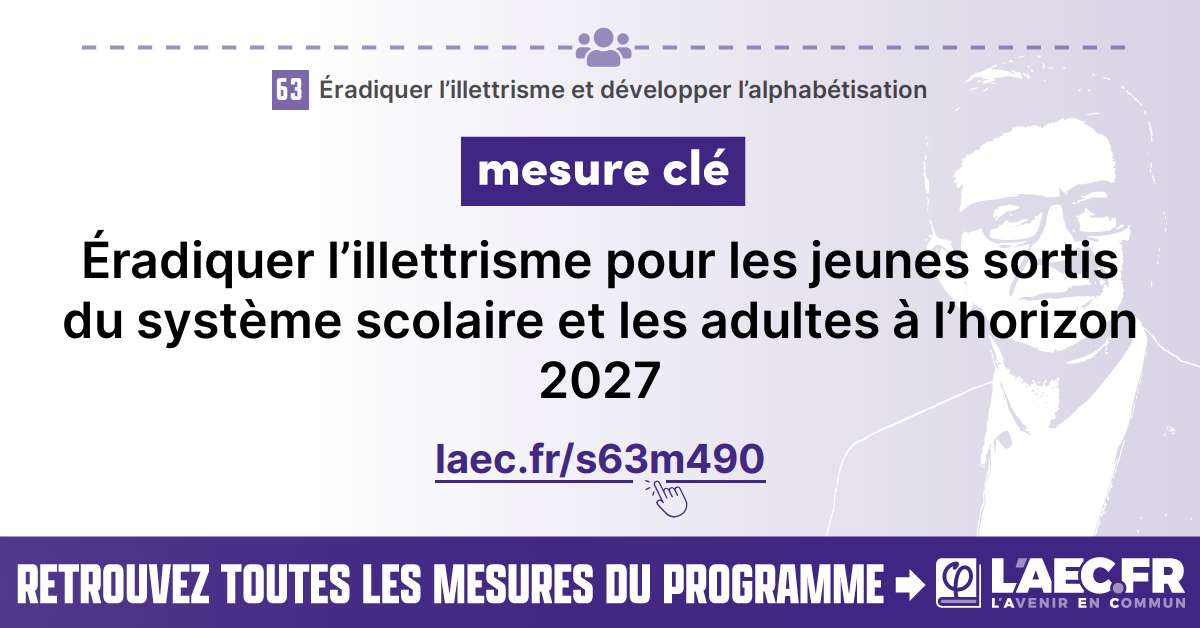 63 Éradiquer l’illettrisme et développer l’alphabétisation
mesure clé
Éradiquer l’illettrisme pour les jeunes sortis
du système scolaire et les adultes à l’horizon
2027
laec.fr/s63m490
RETROUVEZ TOUTES LES MESURES DU PROGRAMME
L'AEC.FR
L'AVENIR EN COMMUN